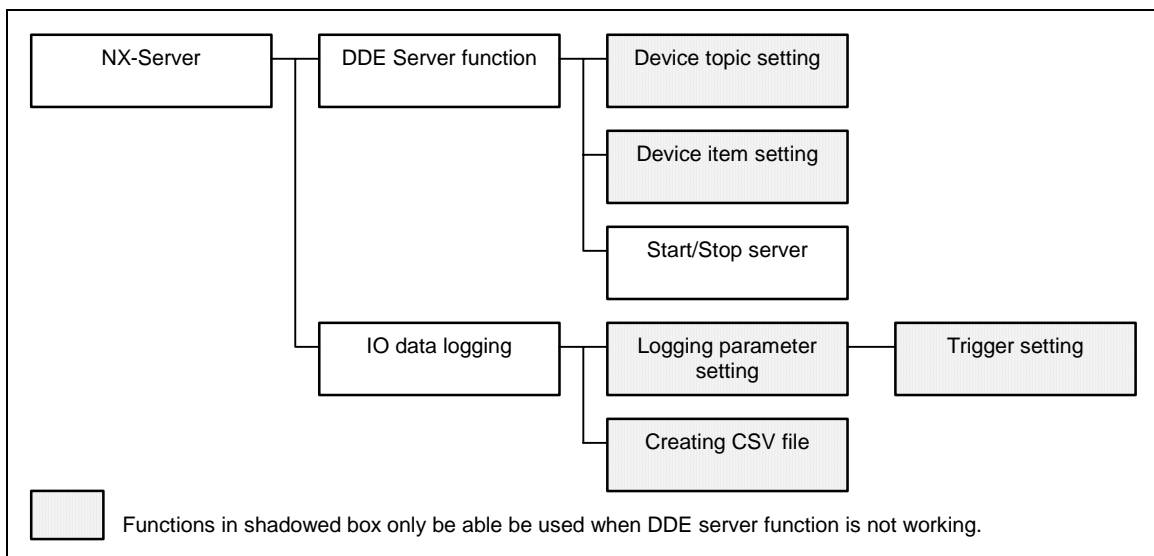 NX-Server
DDE Server function
Device topic setting
Device item setting
Start/Stop server
IO data logging
Logging parameter
setting
Trigger setting
Creating CSV file
Functions in shadowed box only be able be used when DDE server function is not working.